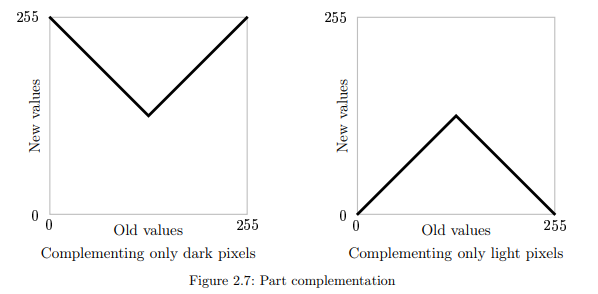 255
New values
0
0
Old values
255
Complementing only dark pixels
255
New values
0
0
Old values
255
Complementing only light pixels
Figure 2.7: Part complementation